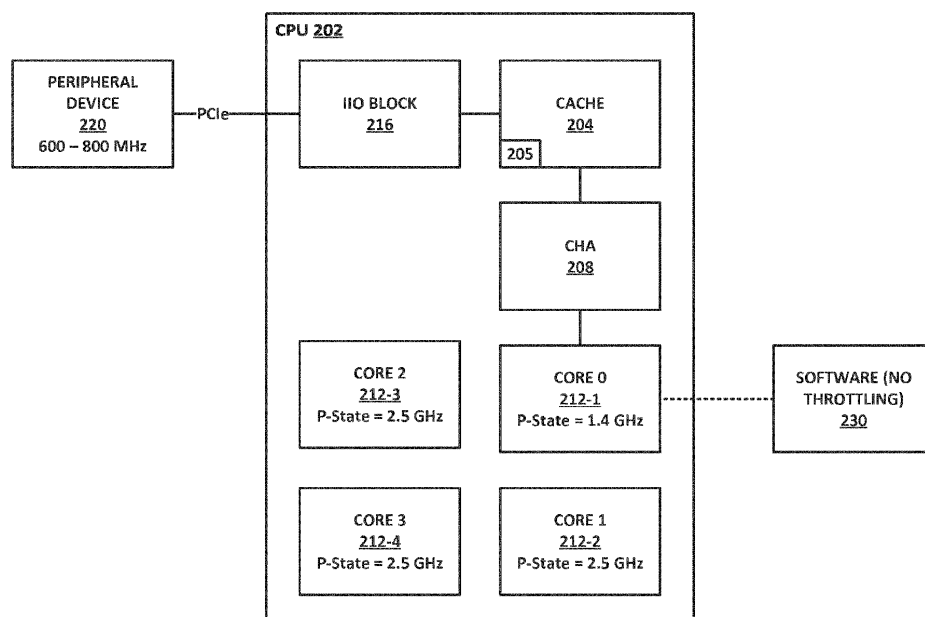 CPU 202
PERIPHERAL
DEVICE
220
600 – 800 MHz
PCIe
IIO BLOCK
216
CACHE
204
205
CHA
208
CORE 2
212-3
P-State = 2.5 GHz
CORE 0
212-1
P-State = 1.4 GHz
SOFTWARE (NO
THROTTLING)
230
CORE 3
212-4
P-State = 2.5 GHz
CORE 1
212-2
P-State = 2.5 GHz